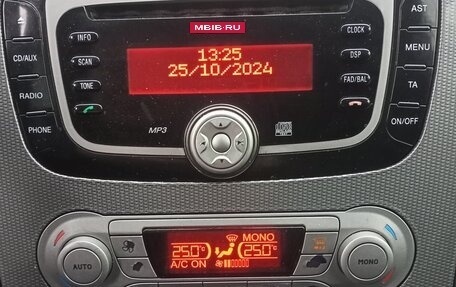 MBIB.RU
AST
INFO
CLOCK
13:25
25/10/2024
CD/AUX
SCAN
DSP
MENU
RADIO
TONE
FAD/BAL
TA
PHONE
MP3
ON/OFF
MONO
25.0°C
25.0°C
A/C ON
AUTO
MONO